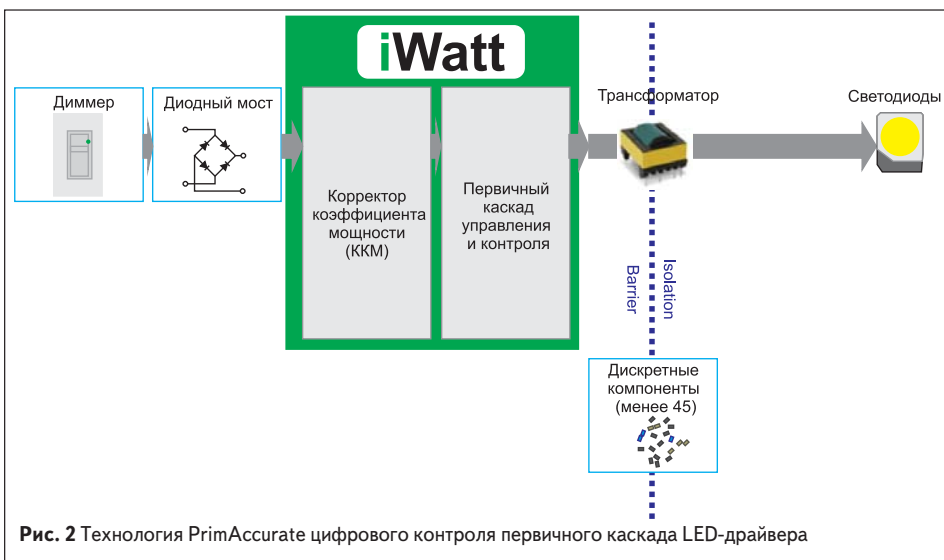 iWatt
Диммер
Диодный мост
Трансформатор
Светодиоды
Корректор
коэффициента
мощности
(ККМ)
Первичный
каскад
управления
и контроля
Isolation
Barrier
Дискретные
компоненты
(менее 45)
Рис. 2 Технология PrimAccurate цифрового контроля первичного каскада LED-драйвера